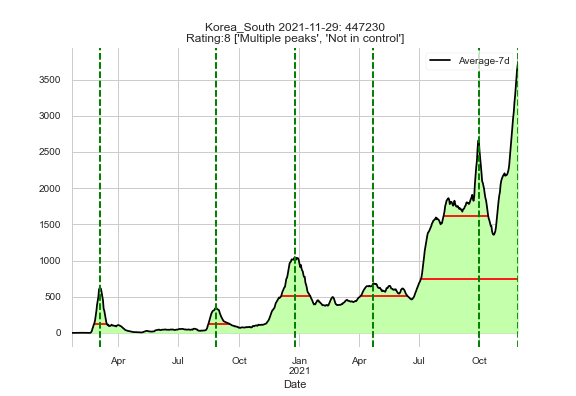 Korea_South 2021-11-29: 447230
Rating:8 ['Multiple peaks', 'Not in control']
Average-7d
3500
3000
2500
2000
1500
1000
500
0
Apr Jul Oct Jan Apr Jul Oct
2021
Date